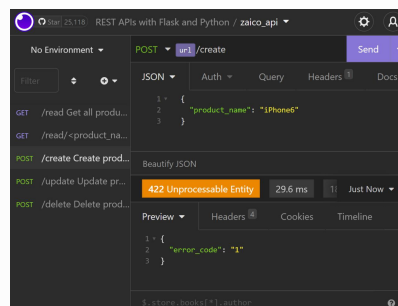 Star 25,118 REST APIs with Flask and Python / zaico_api
No Environment
POST url /create Send
Filter
JSON Auth Query Headers 1 Docs
1 {
2 "product_name": "iPhone6"
3 }
GET /read Get all produ...
GET /read/<product_na...
POST /create Create prod...
POST /update Update pr...
POST /delete Delete prod...
Beautify JSON
422 Unprocessable Entity 29.6 ms Just Now
Preview Headers 4 Cookies Timeline
1 {
2 "error_code": "1"
3 }
$.store.books[*].author